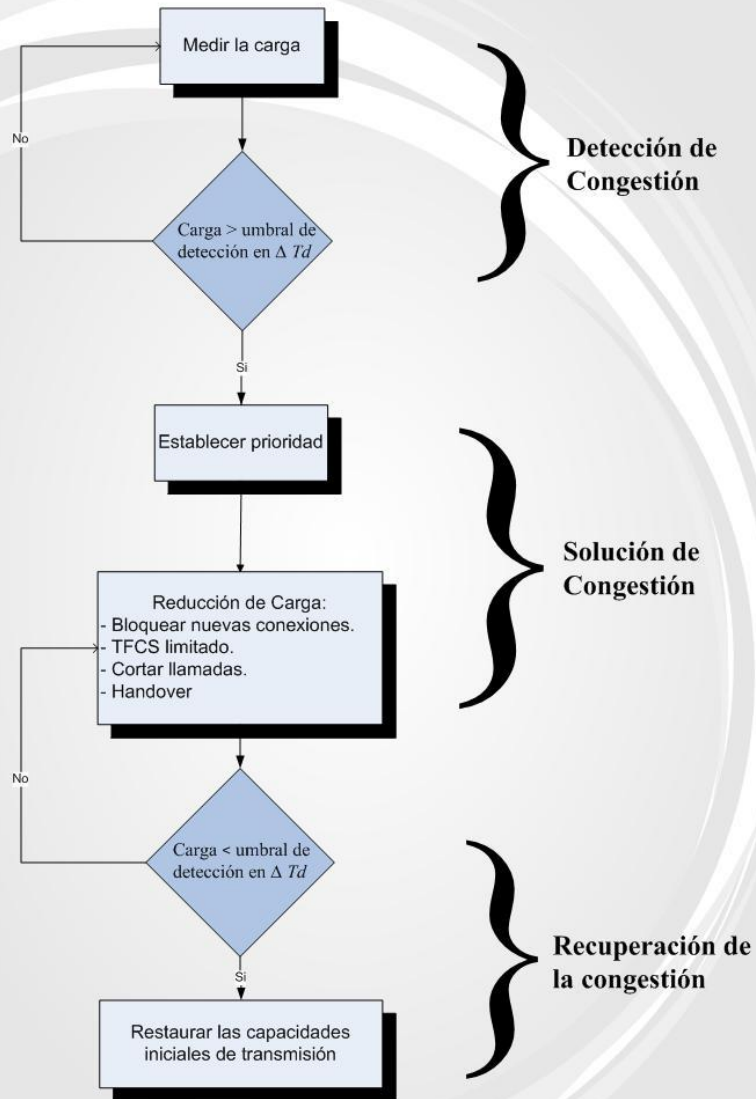 Medir la carga
No
Detección de
Congestión
Carga > umbral de
detección en Δ Td
Si
Establecer prioridad
Solución de
Congestión
Reducción de Carga:
- Bloquear nuevas conexiones.
- TFCS limitado.
- Cortar llamadas.
- Handover
No
Carga < umbral de
detección en Δ Td
Recuperación de
la congestión
Si
Restaurar las capacidades
iniciales de transmisión